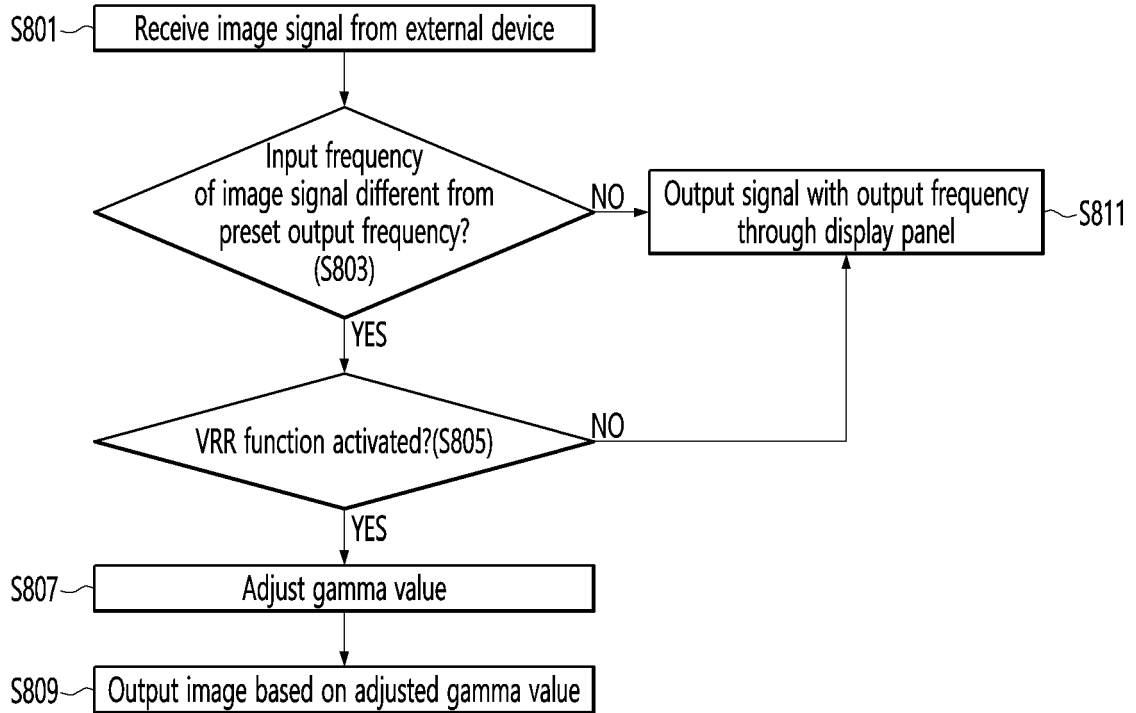 S801
Receive image signal from external device
Input frequency
of image signal different from
preset output frequency?
(S803)
NO
Output signal with output frequency
through display panel
S811
YES
VRR function activated?(S805)
NO
YES
S807
Adjust gamma value
S809
Output image based on adjusted gamma value